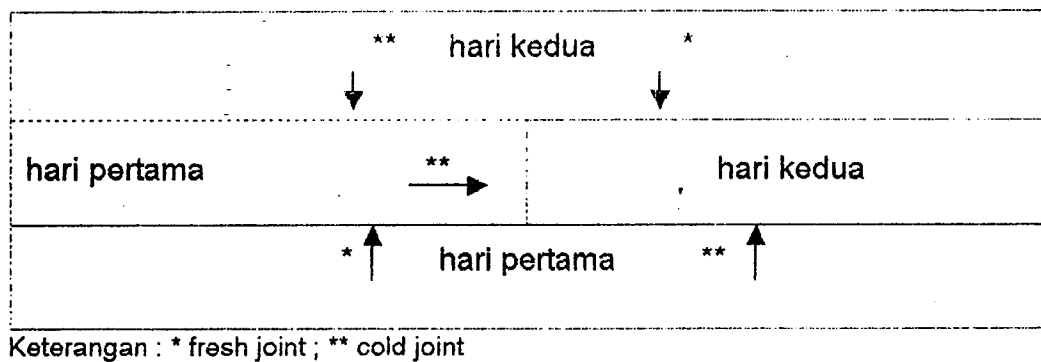 ** hari kedua *
hari pertama ** hari kedua
* hari pertama **
Keterangan : * fresh joint ; ** cold joint